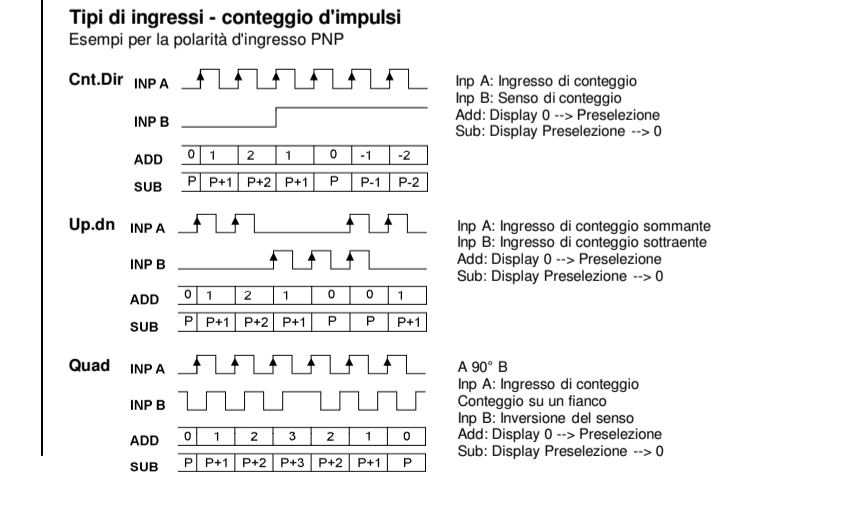 Tipi di ingressi - conteggio d'impulsi
Esempi per la polarità d'ingresso PNP
Cnt.Dir INP A
INP B
ADD 0 1 2 1 0 -1 -2
SUB P P+1 P+2 P+1 P P-1 P-2
Inp A: Ingresso di conteggio
Inp B: Senso di conteggio
Add: Display 0 --> Preselezione
Sub: Display Preselezione --> 0
Up.dn INP A
INP B
ADD 0 1 2 1 0 0 1
SUB P P+1 P+2 P+1 P P P+1
Inp A: Ingresso di conteggio sommante
Inp B: Ingresso di conteggio sottraente
Add: Display 0 --> Preselezione
Sub: Display Preselezione --> 0
Quad INP A
INP B
ADD 0 1 2 3 2 1 0
SUB P P+1 P+2 P+3 P+2 P+1 P
A 90° B
Inp A: Ingresso di conteggio
Conteggio su un fianco
Inp B: Inversione del senso
Add: Display 0 --> Preselezione
Sub: Display Preselezione --> 0